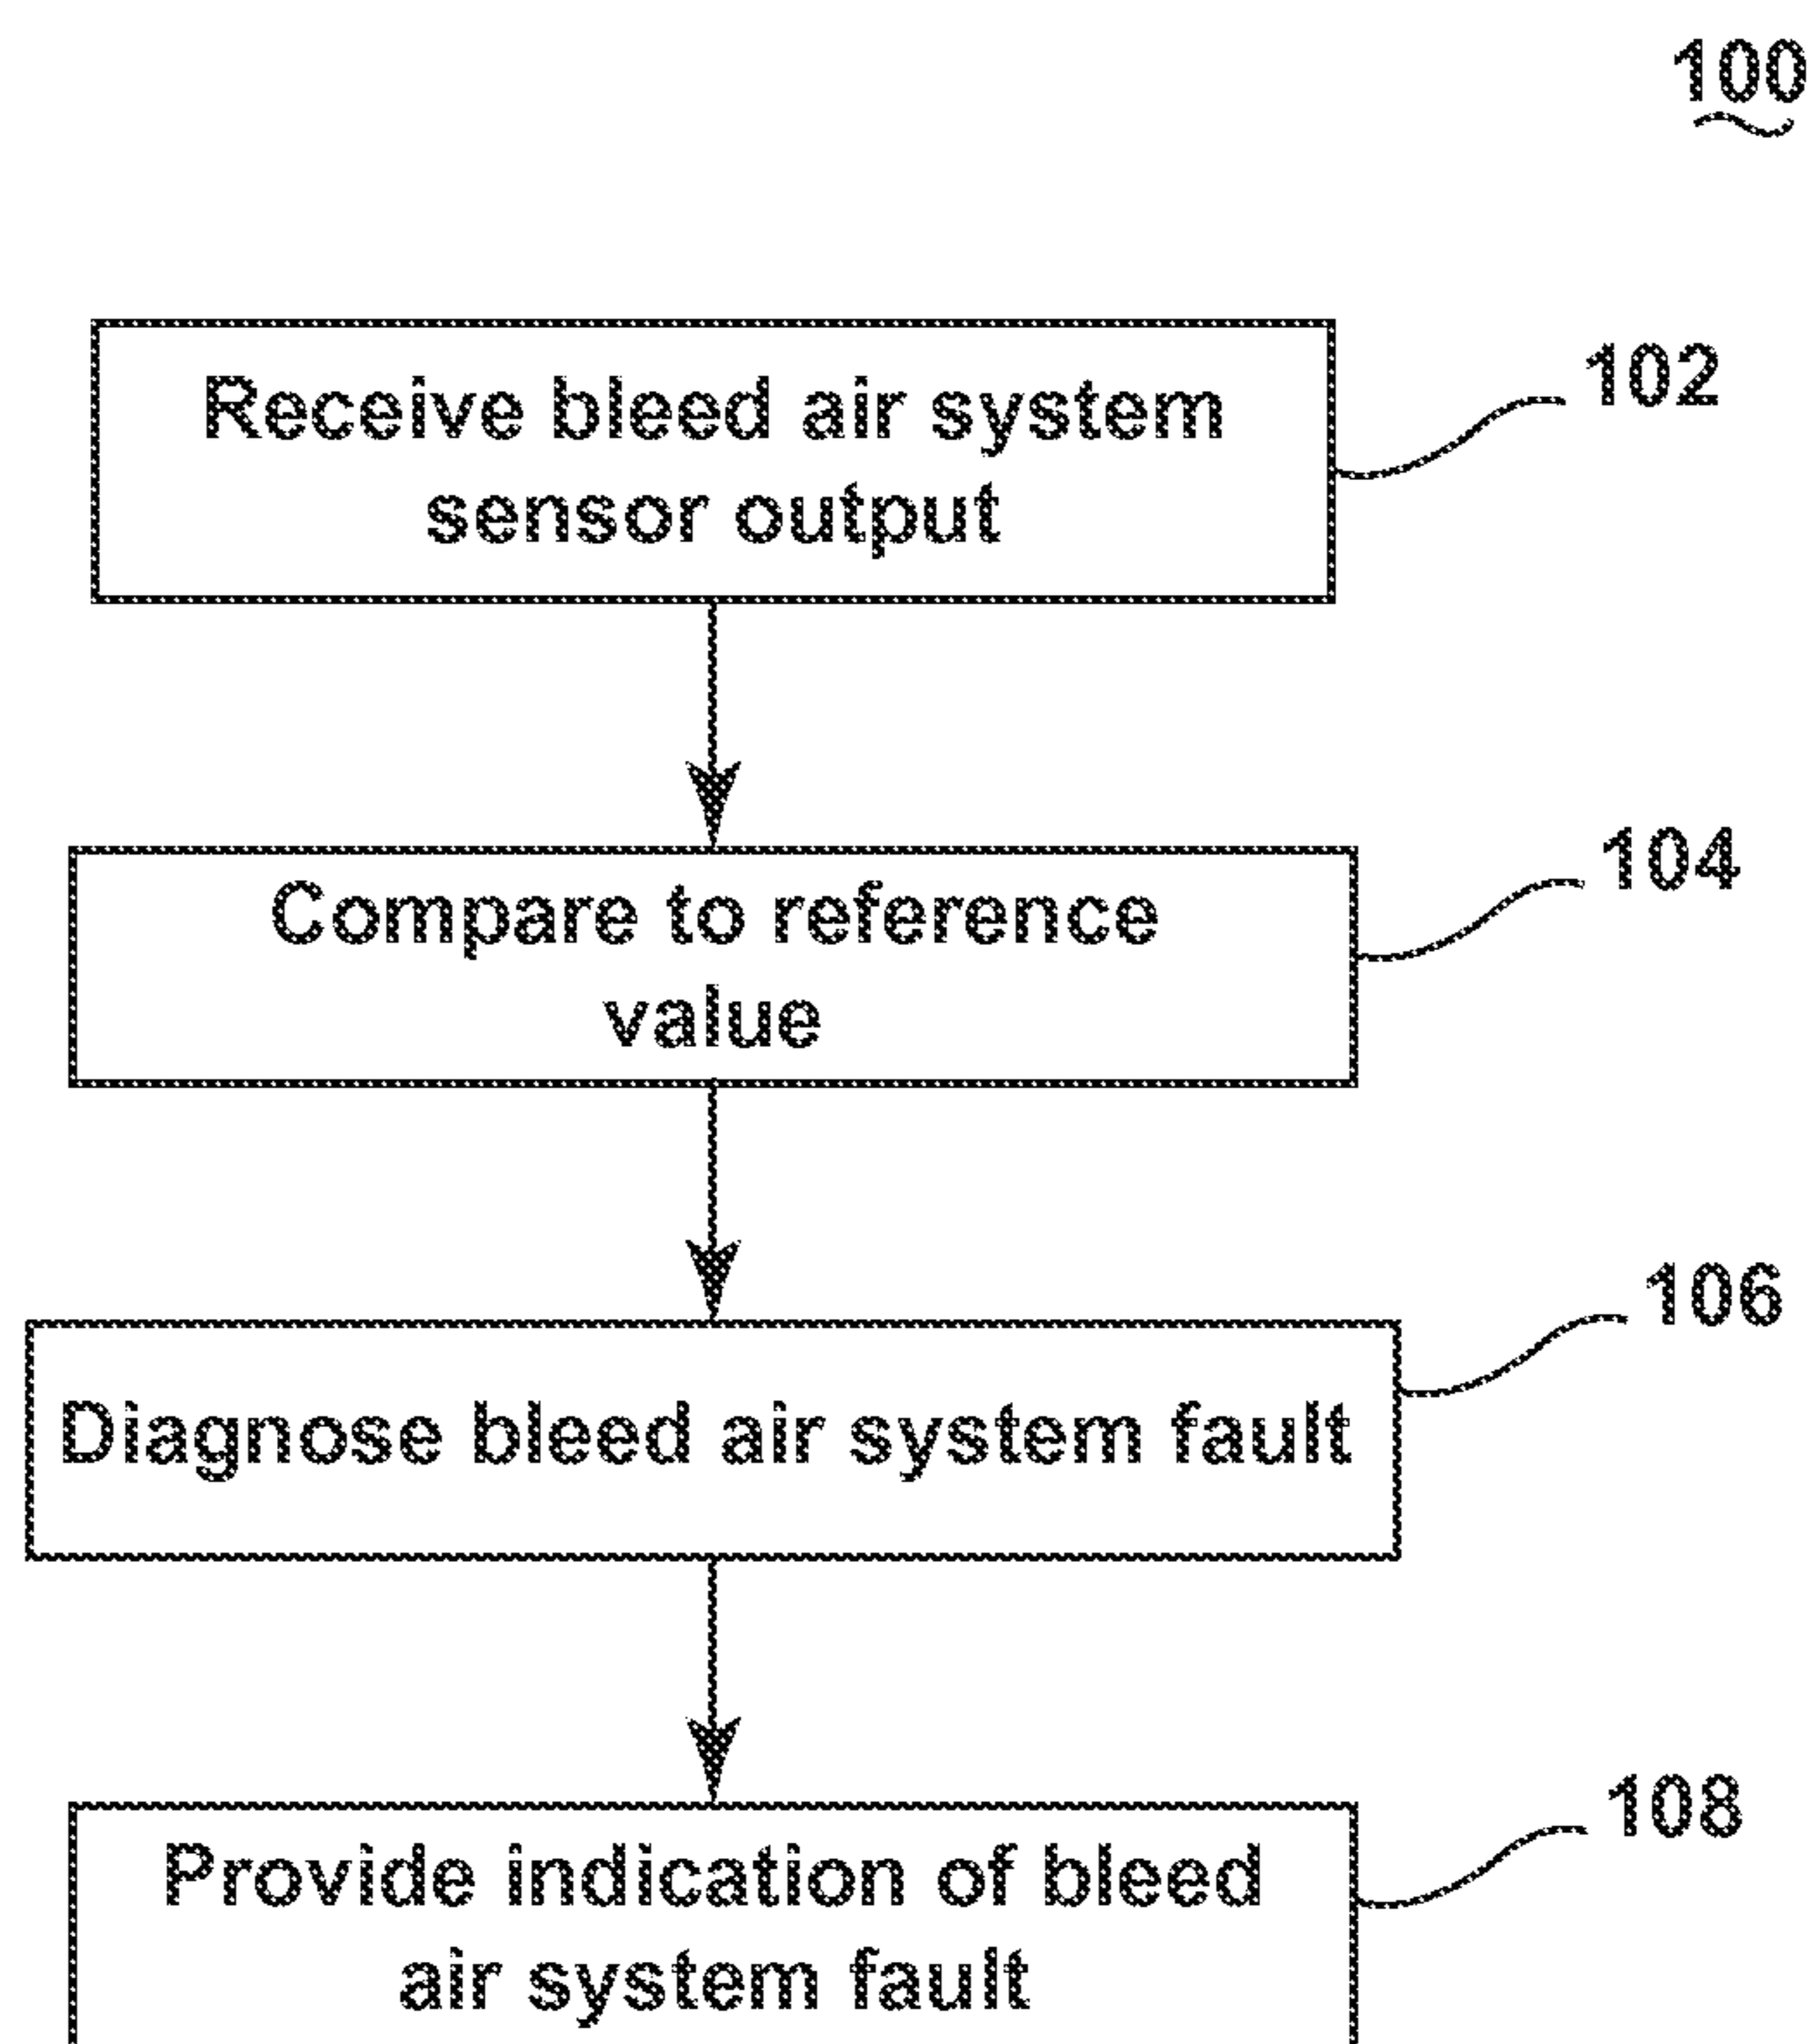 100
Receive bleed air system
sensor output
102
Compare to reference
value
104
Diagnose bleed air system fault
106
Provide indication of bleed
air system fault
108